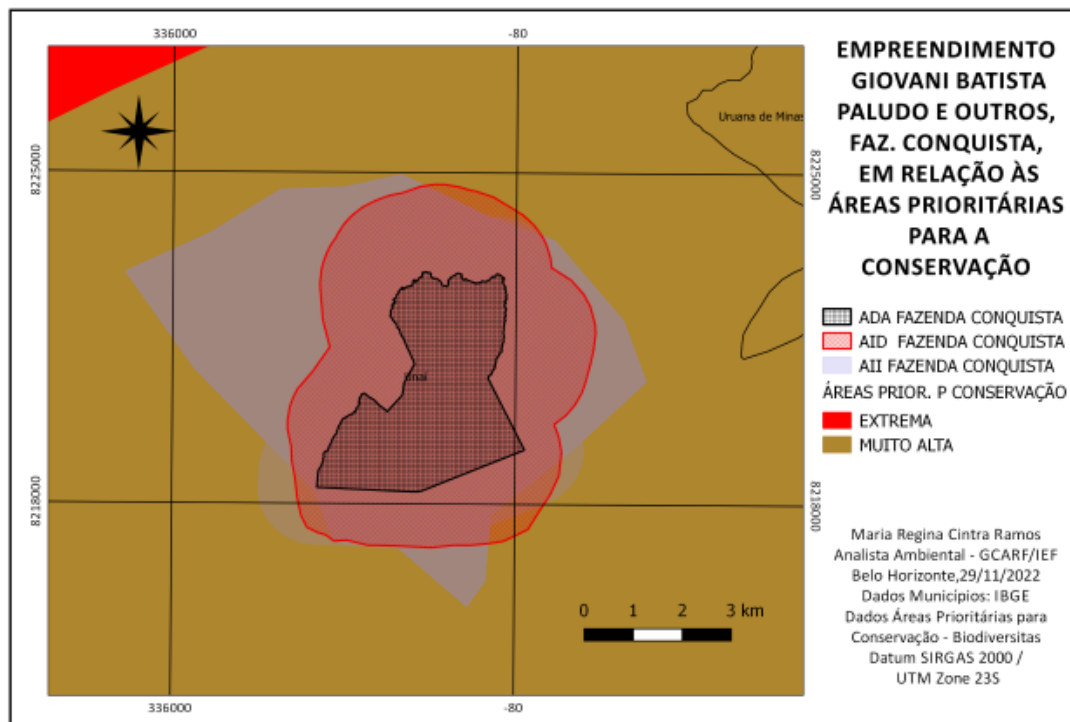 336000
-80
8225000
8225000
Uruana de Minas
Unaí
8218000
8218000
0 1 2 3 km
336000
-80
EMPREENDIMENTO
GIOVANI BATISTA
PALUDO E OUTROS,
FAZ. CONQUISTA,
EM RELAÇÃO ÀS
ÁREAS PRIORITÁRIAS
PARA A
CONSERVAÇÃO
ADA FAZENDA CONQUISTA
AID FAZENDA CONQUISTA
AII FAZENDA CONQUISTA
ÁREAS PRIOR. P CONSERVAÇÃO
EXTREMA
MUITO ALTA
Maria Regina Cintra Ramos
Analista Ambiental - GCARF/IEF
Belo Horizonte,29/11/2022
Dados Municípios: IBGE
Dados Áreas Prioritárias para
Conservação - Biodiversitas
Datum SIRGAS 2000 /
UTM Zone 23S